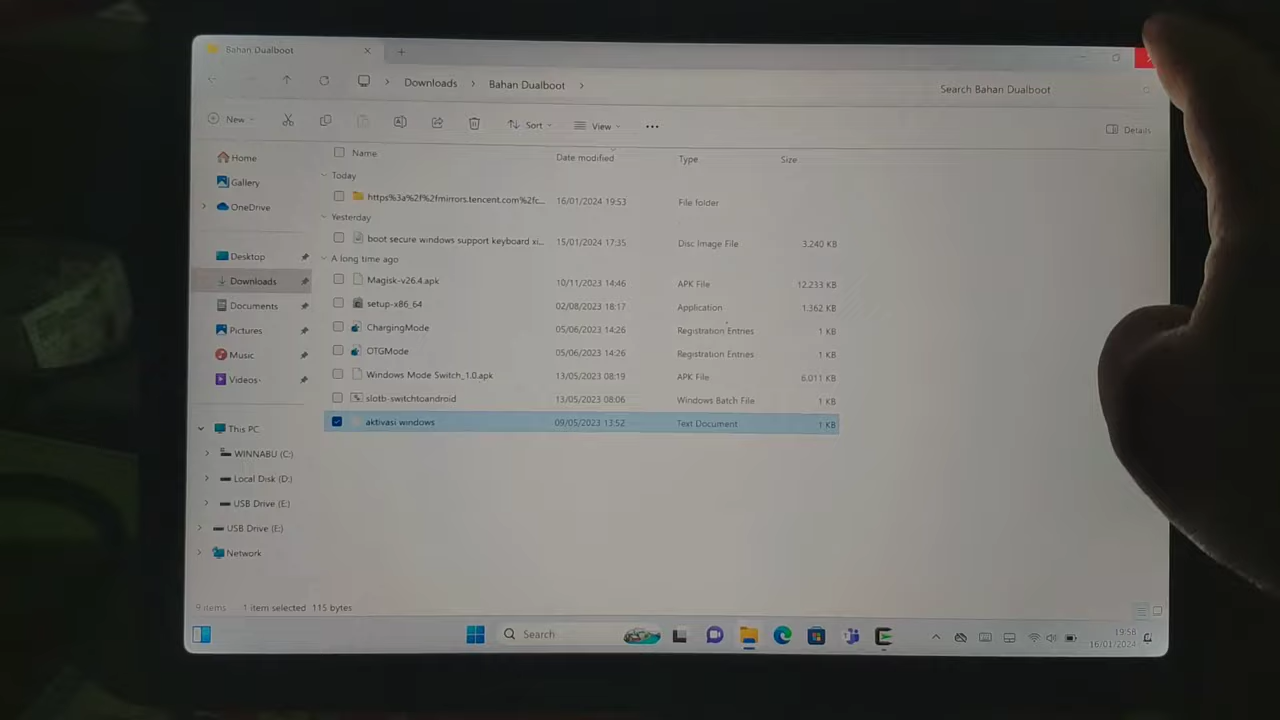 Bahan Dualboot
Downloads > Bahan Dualboot >
Search Bahan Dualboot
New
Sort
View
Details
Name
Date modified
Type
Size
Today
https%3a%2f%2fmirrors.tencent.com%2fc... 16/01/2024 19:53 File folder
Yesterday
boot secure windows support keyboard xi... 15/01/2024 17:35 Disc Image File 3.240 KB
A long time ago
Magisk-v26.4.apk 10/11/2023 14:46 APK File 12.233 KB
setup-x86_64 02/08/2023 18:17 Application 1.362 KB
ChargingMode 05/06/2023 14:26 Registration Entries 1 KB
OTGMode 05/06/2023 14:26 Registration Entries 1 KB
Windows Mode Switch_1.0.apk 13/05/2023 08:19 APK File 6.011 KB
slotb-switchtoandroid 13/05/2023 08:06 Windows Batch File 1 KB
aktivasi windows 09/05/2023 13:52 Text Document 1 KB
Home
Gallery
OneDrive
Desktop
Downloads
Documents
Pictures
Music
Videos
This PC
WINNABU (C:)
Local Disk (D:)
USB Drive (E:)
USB Drive (E:)
Network
9 items 1 item selected 115 bytes
Search
19:58
16/01/2024